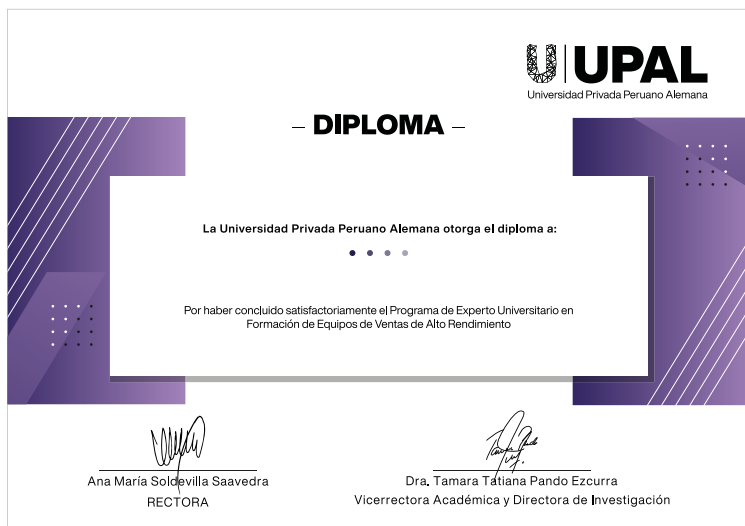 UPAL
Universidad Privada Peruano Alemana
– DIPLOMA –
La Universidad Privada Peruano Alemana otorga el diploma a:
Por haber concluido satisfactoriamente el Programa de Experto Universitario en
Formación de Equipos de Ventas de Alto Rendimiento
Ana María Soldevilla Saavedra
RECTORA
Dra. Tamara Tatiana Pando Ezcurra
Vicerrectora Académica y Directora de Investigación